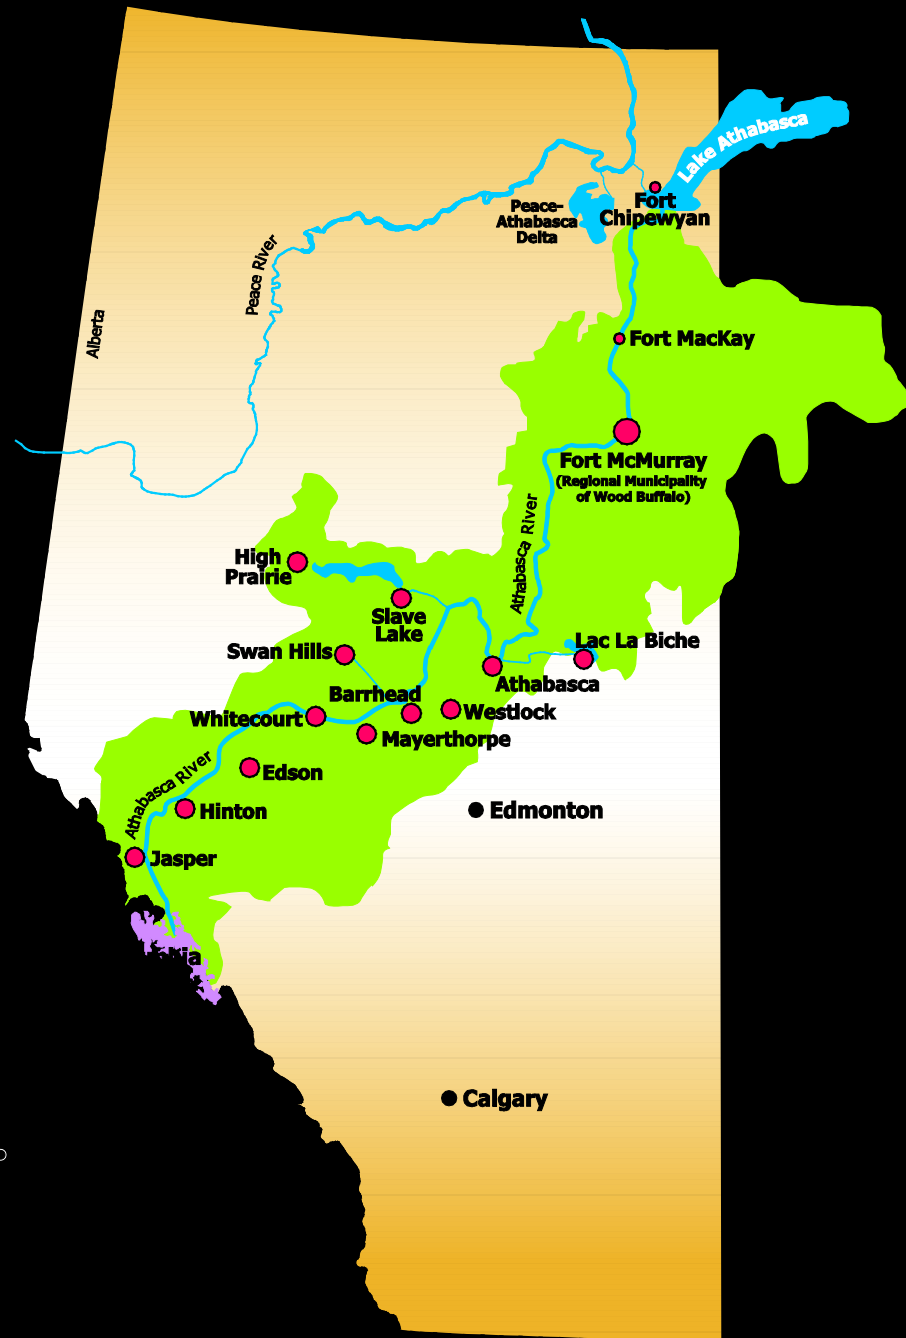 Lake Athabasca
Fort
Chipewyan
Peace-
Athabasca
Delta
Peace River
Alberta
Fort MacKay
Fort McMurray
(Regional Municipality
of Wood Buffalo)
Athabasca River
High
Prairie
Slave
Lake
Lac La Biche
Swan Hills
Athabasca
Barrhead
Westlock
Whitecourt
Mayerthorpe
Athabasca River
Edson
Hinton
Edmonton
Jasper
Calgary